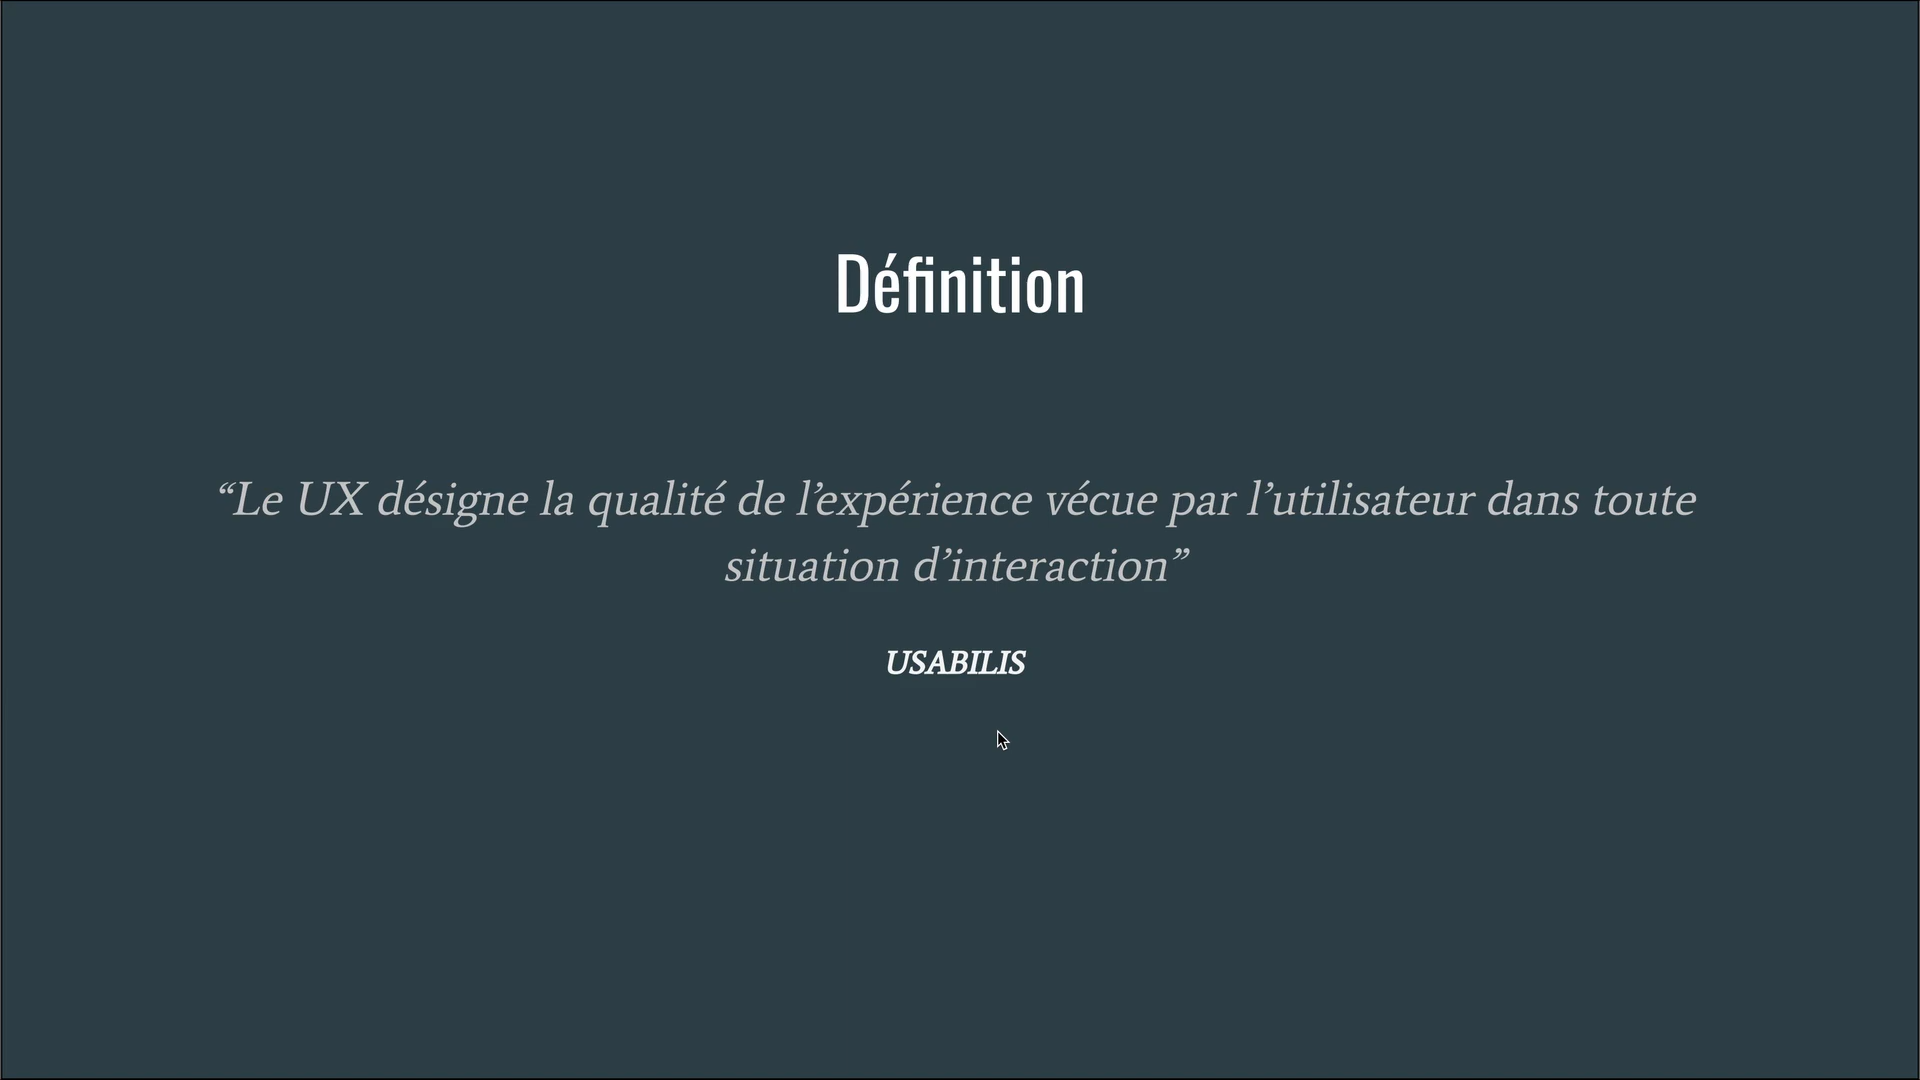 Définition
“Le UX désigne la qualité de l’expérience vécue par l’utilisateur dans toute
situation d’interaction”
USABILIS